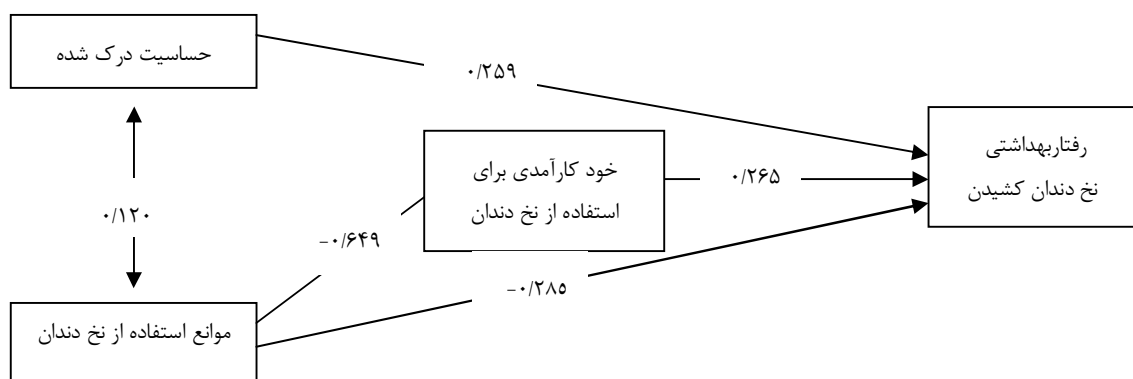 حساسیت درک شده
۰/۲۵۹
رفتاربهداشتی
نخ دندان کشیدن
خود کارآمدی برای
استفاده از نخ دندان
۰/۲۶۵
۰/۱۲۰
-۰/۶۴۹
-۰/۲۸۵
موانع استفاده از نخ دندان